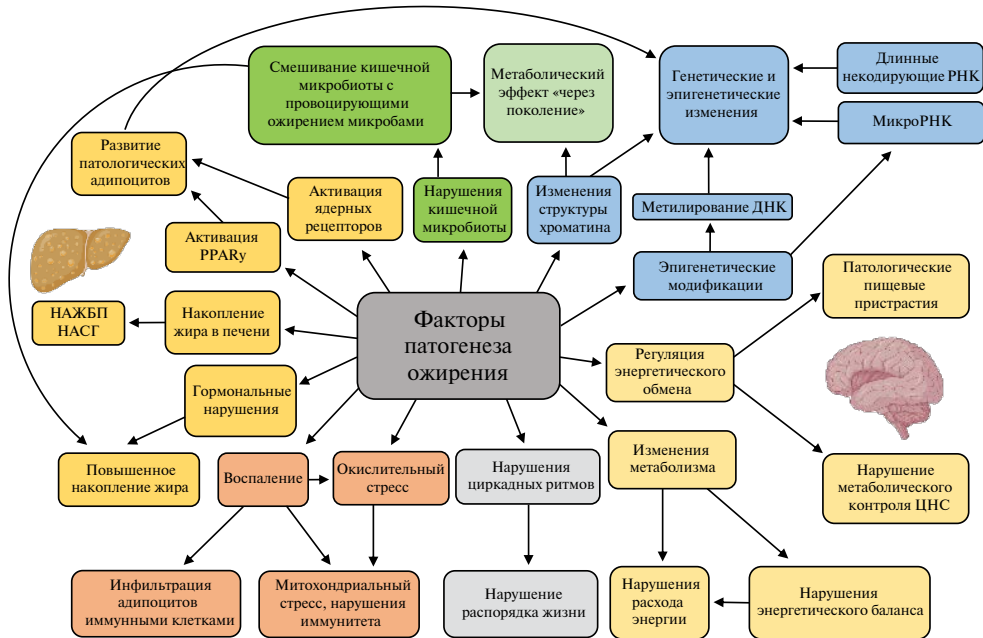 Смешивание кишечной
микробиоты с
провоцирующими
ожирением микробами
Метаболический
эффект «через
поколение»
Генетические и
эпигенетические
изменения
Длинные
некодирующие РНК
МикроРНК
Развитие
патологических
адипоцитов
Активация
ядерных
рецепторов
Нарушения
кишечной
микробиоты
Изменения
структуры
хроматина
Метилирование ДНК
Активация
PPARy
Эпигенетические
модификации
Патологические
пищевые
пристрастия
НАЖБП
НАСГ
Накопление
жира в печени
Факторы
патогенеза
ожирения
Регуляция
энергетического
обмена
Гормональные
нарушения
Повышенное
накопление жира
Воспаление
Окислительный
стресс
Нарушения
циркадных ритмов
Изменения
метаболизма
Нарушение
метаболического
контроля ЦНС
Инфильтрация
адипоцитов
иммунными клетками
Митохондриальный
стресс, нарушения
иммунитета
Нарушение
распорядка жизни
Нарушения
расхода
энергии
Нарушения
энергетического баланса